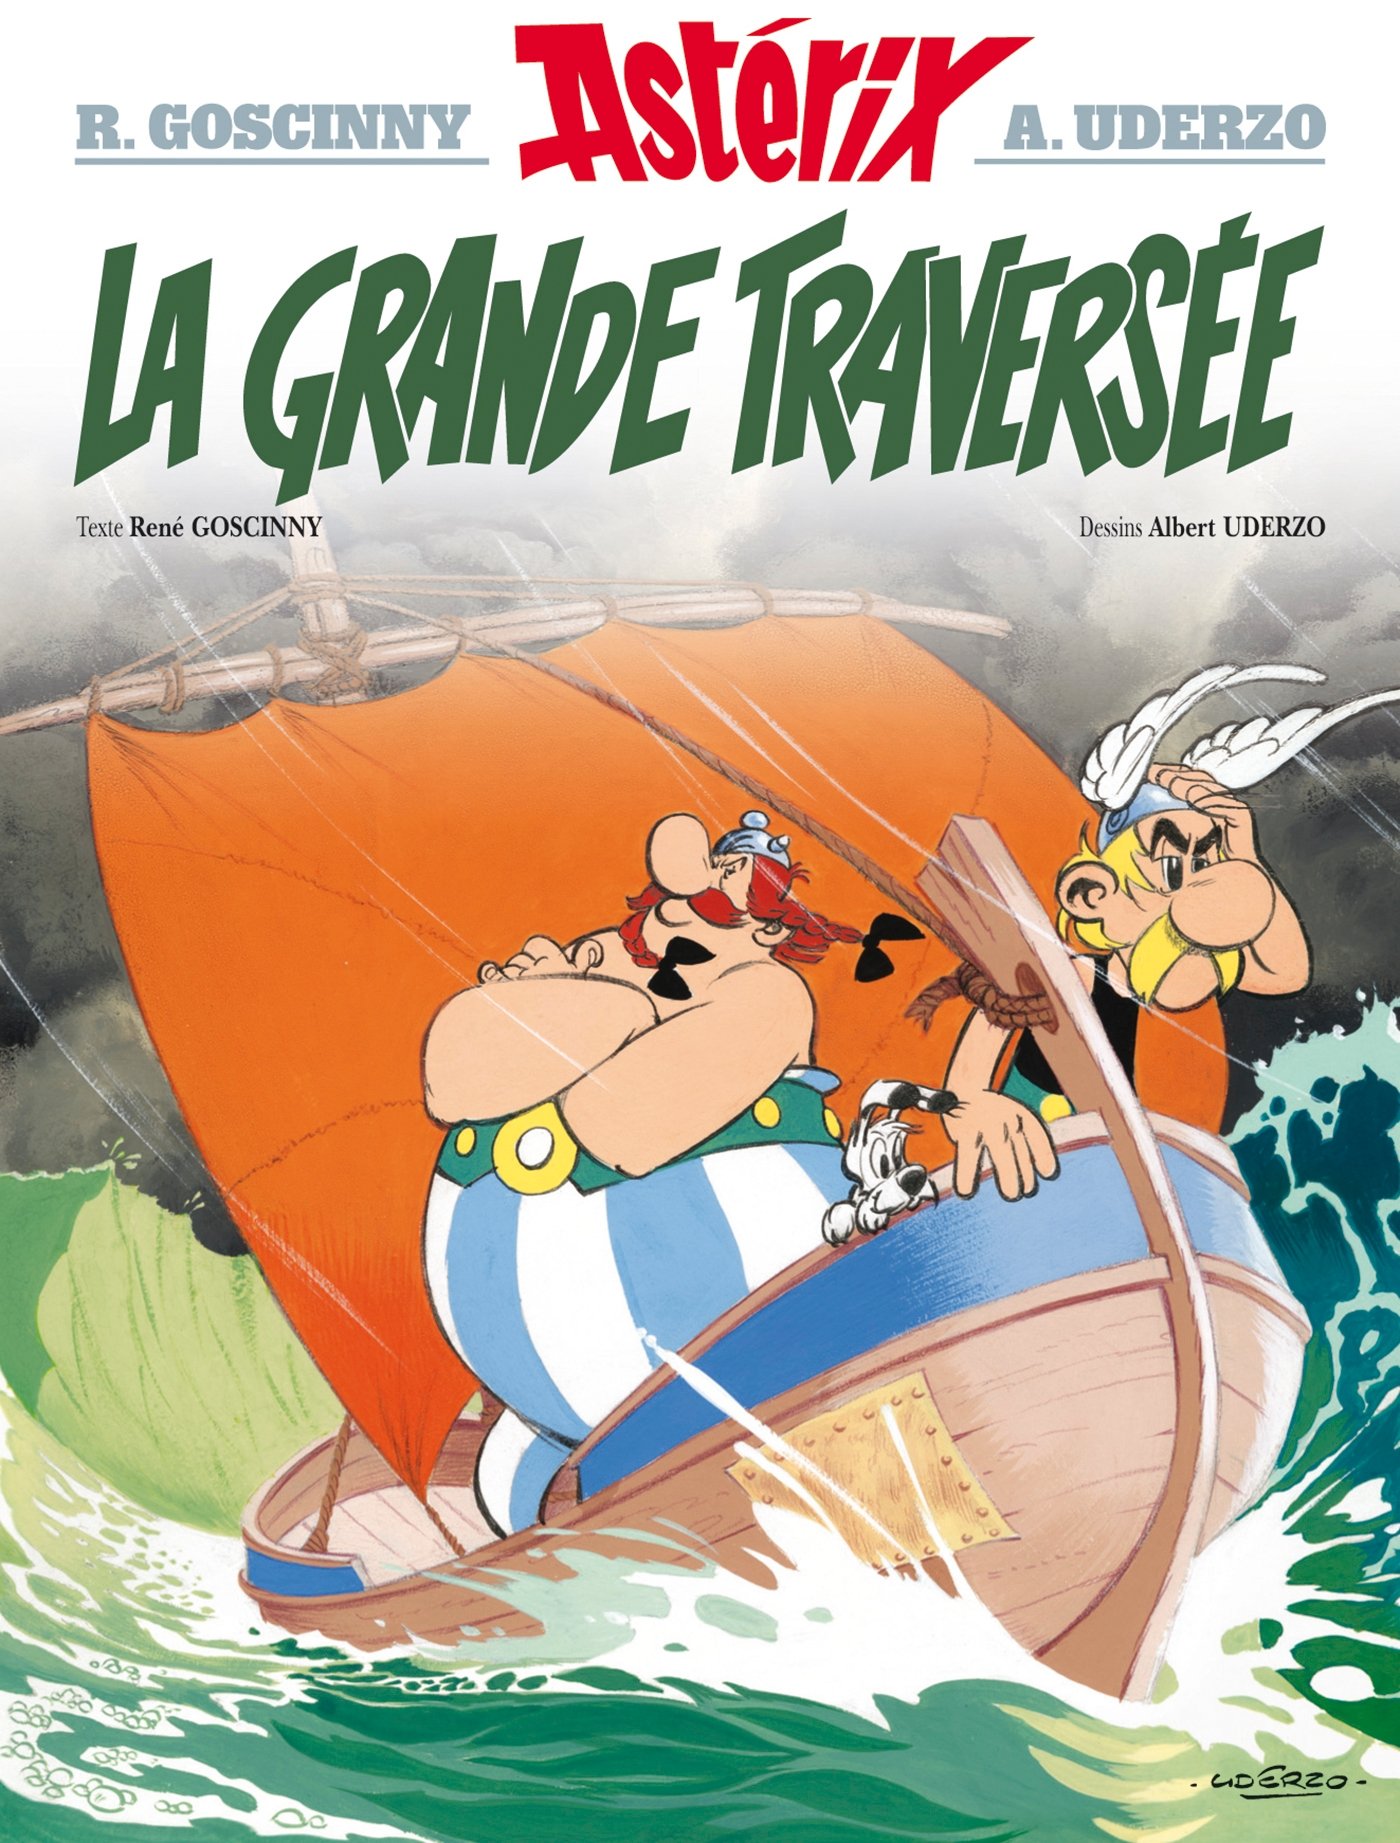 Astérix
R. GOSCINNY A. UDERZO
LA GRANDE TRAVERSÉE
Texte René GOSCINNY Dessins Albert UDERZO
- UDERZO -